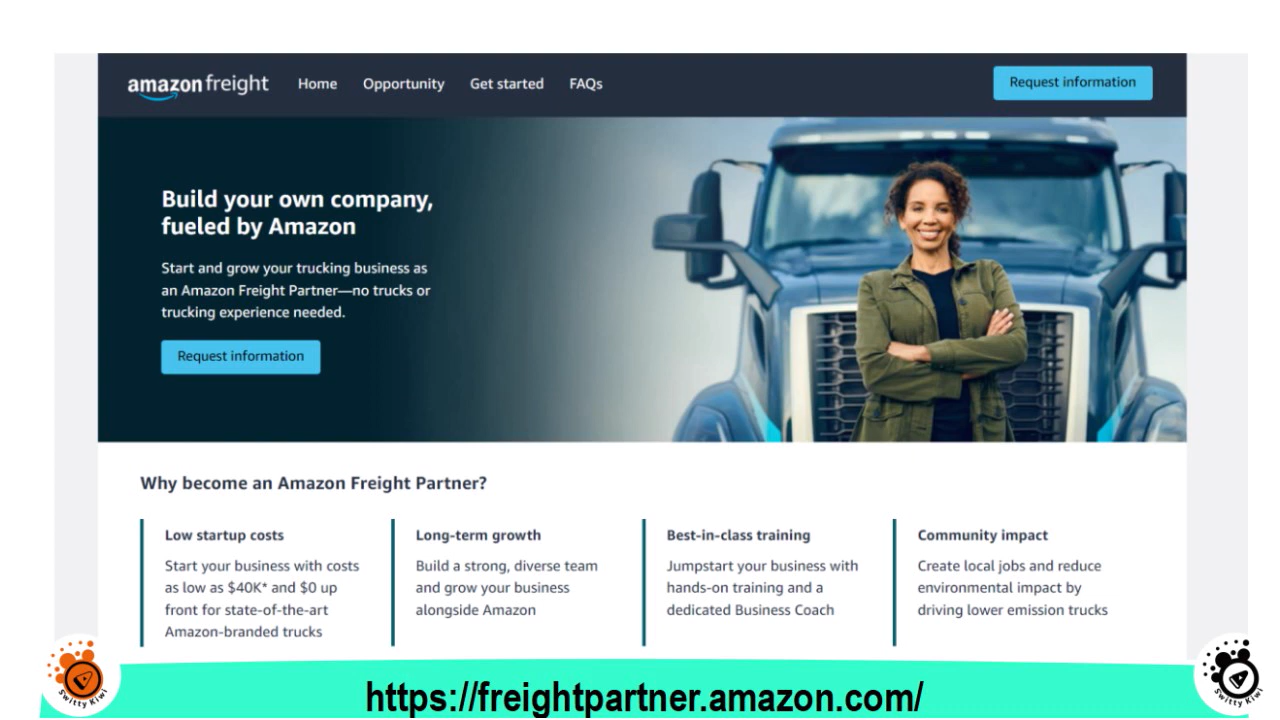 amazon freight
Home
Opportunity
Get started
FAQs
Request information
Build your own company,
fueled by Amazon
Start and grow your trucking business as
an Amazon Freight Partner—no trucks or
trucking experience needed.
Request information
Why become an Amazon Freight Partner?
Low startup costs
Start your business with costs
as low as $40K* and $0 up
front for state-of-the-art
Amazon-branded trucks
Long-term growth
Build a strong, diverse team
and grow your business
alongside Amazon
Best-in-class training
Jumpstart your business with
hands-on training and a
dedicated Business Coach
Community impact
Create local jobs and reduce
environmental impact by
driving lower emission trucks
Switty Kiwi
https://freightpartner.amazon.com/
Switty Kiwi